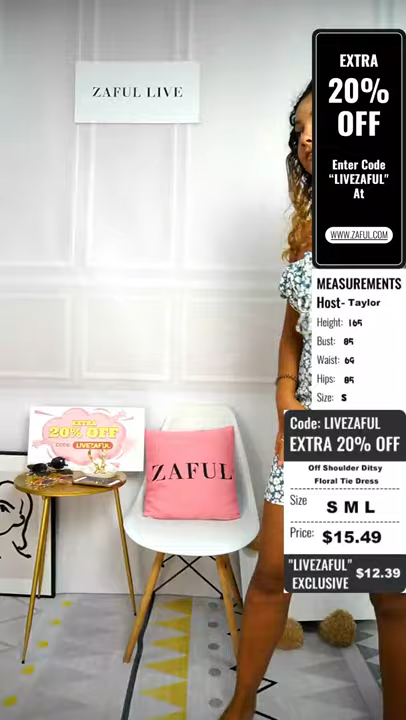 ZAFUL LIVE
EXTRA
20%
OFF
Enter Code
"LIVEZAFUL"
At
WWW.ZAFUL.COM
MEASUREMENTS
Host- Taylor
Height: 165
Bust: 85
Waist: 69
Hips: 85
Size: S
Code: LIVEZAFUL
EXTRA 20% OFF
Off Shoulder Ditsy
Floral Tie Dress
Size S M L
Price: $15.49
"LIVEZAFUL"
EXCLUSIVE $12.39
EXTRA
20% OFF
CODE: LIVEZAFUL
ZAFUL